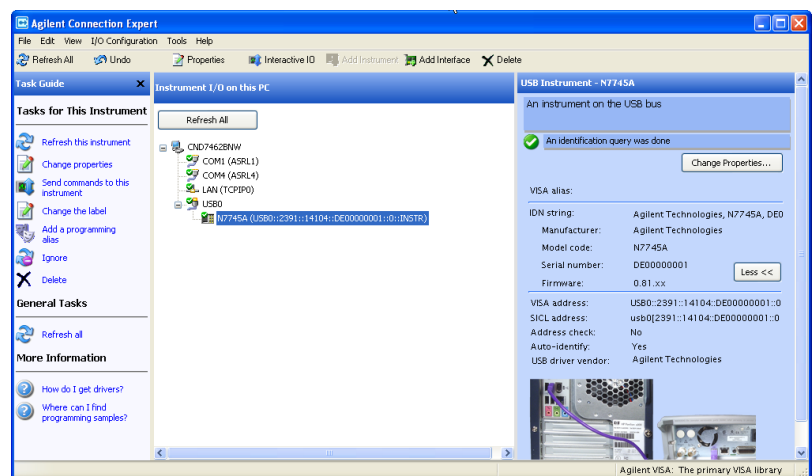 Agilent Connection Expert
File Edit View I/O Configuration Tools Help
Refresh All Undo Properties Interactive IO Add Instrument Add Interface Delete
Task Guide X
Tasks for This Instrument
Refresh this instrument
Change properties
Send commands to this
instrument
Change the label
Add a programming
alias
Ignore
Delete
General Tasks
Refresh all
More Information
How do I get drivers?
Where can I find
programming samples?
Instrument I/O on this PC
Refresh All
CND7462BNW
COM1 (ASRL1)
COM4 (ASRL4)
LAN (TCPIP0)
USB0
N7745A (USB0::2391::14104::DE00000001::0::INSTR)
USB Instrument - N7745A
An instrument on the USB bus
An identification query was done
Change Properties...
VISA alias:
IDN string: Agilent Technologies, N7745A, DE0
Manufacturer: Agilent Technologies
Model code: N7745A
Serial number: DE00000001
Less <<
Firmware: 0.81.xx
VISA address: USB0::2391::14104::DE00000001::0
SICL address: usb0[2391::14104::DE00000001::0
Address check: No
Auto-identify: Yes
USB driver vendor: Agilent Technologies
Agilent VISA: The primary VISA library